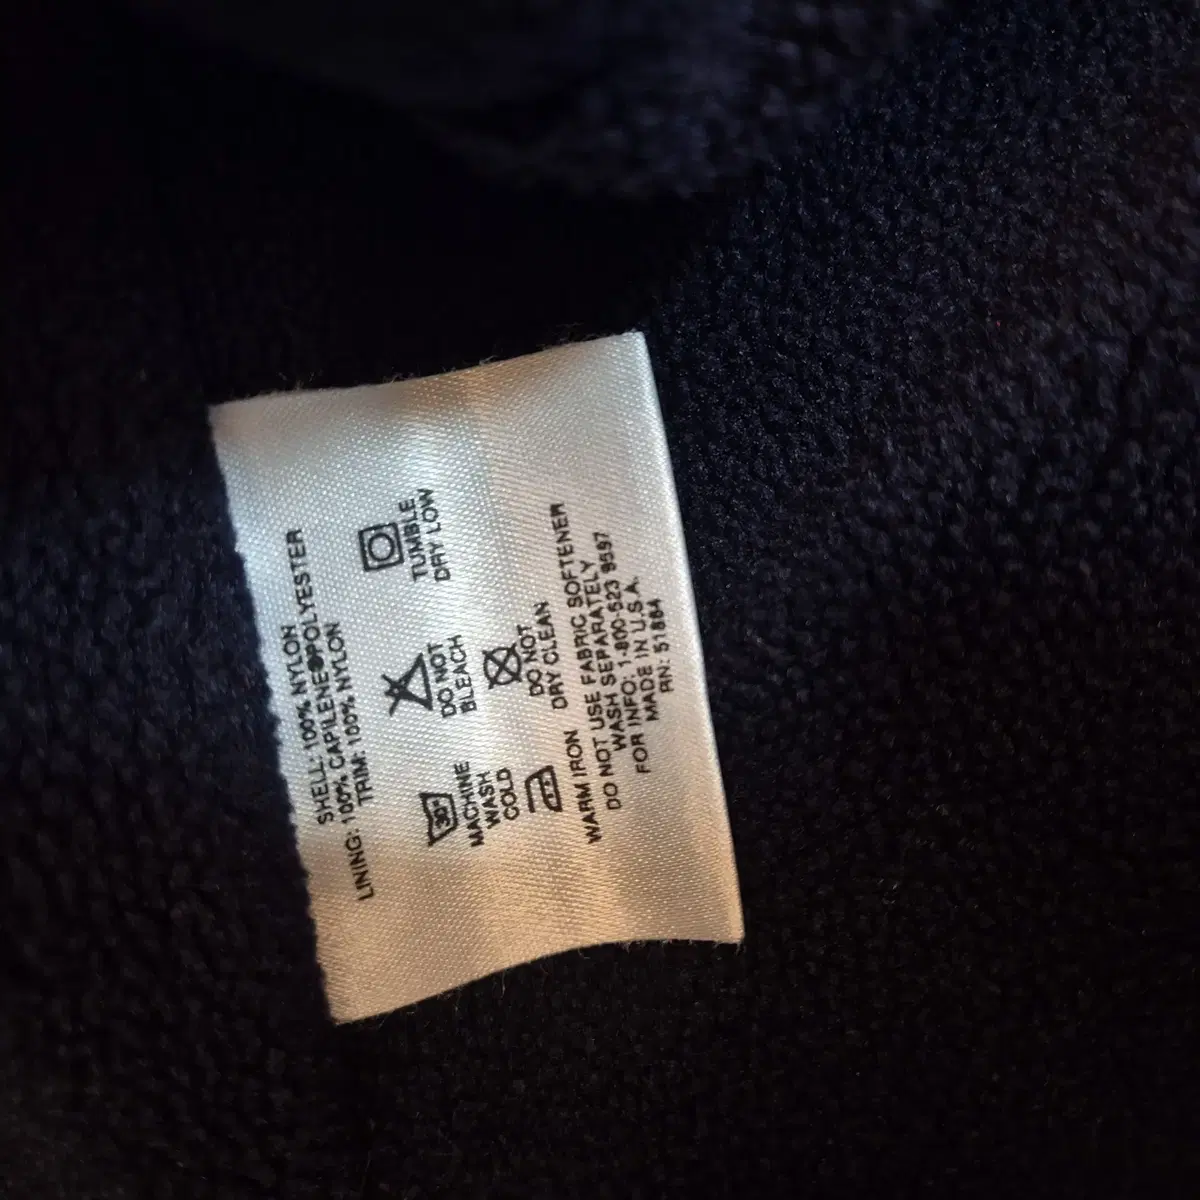 SHELL: 100% NYLON
LINING: 100% CAPILENE®POLYESTER
TRIM: 100% NYLON
30°
MACHINE
WASH
COLD
DO NOT
BLEACH
TUMBLE
DRY LOW
WARM IRON
DO NOT
DRY CLEAN
DO NOT USE FABRIC SOFTENER
WASH SEPARATELY
FOR INFO: 1-800-523 9597
MADE IN U.S.A.
RN: 51884